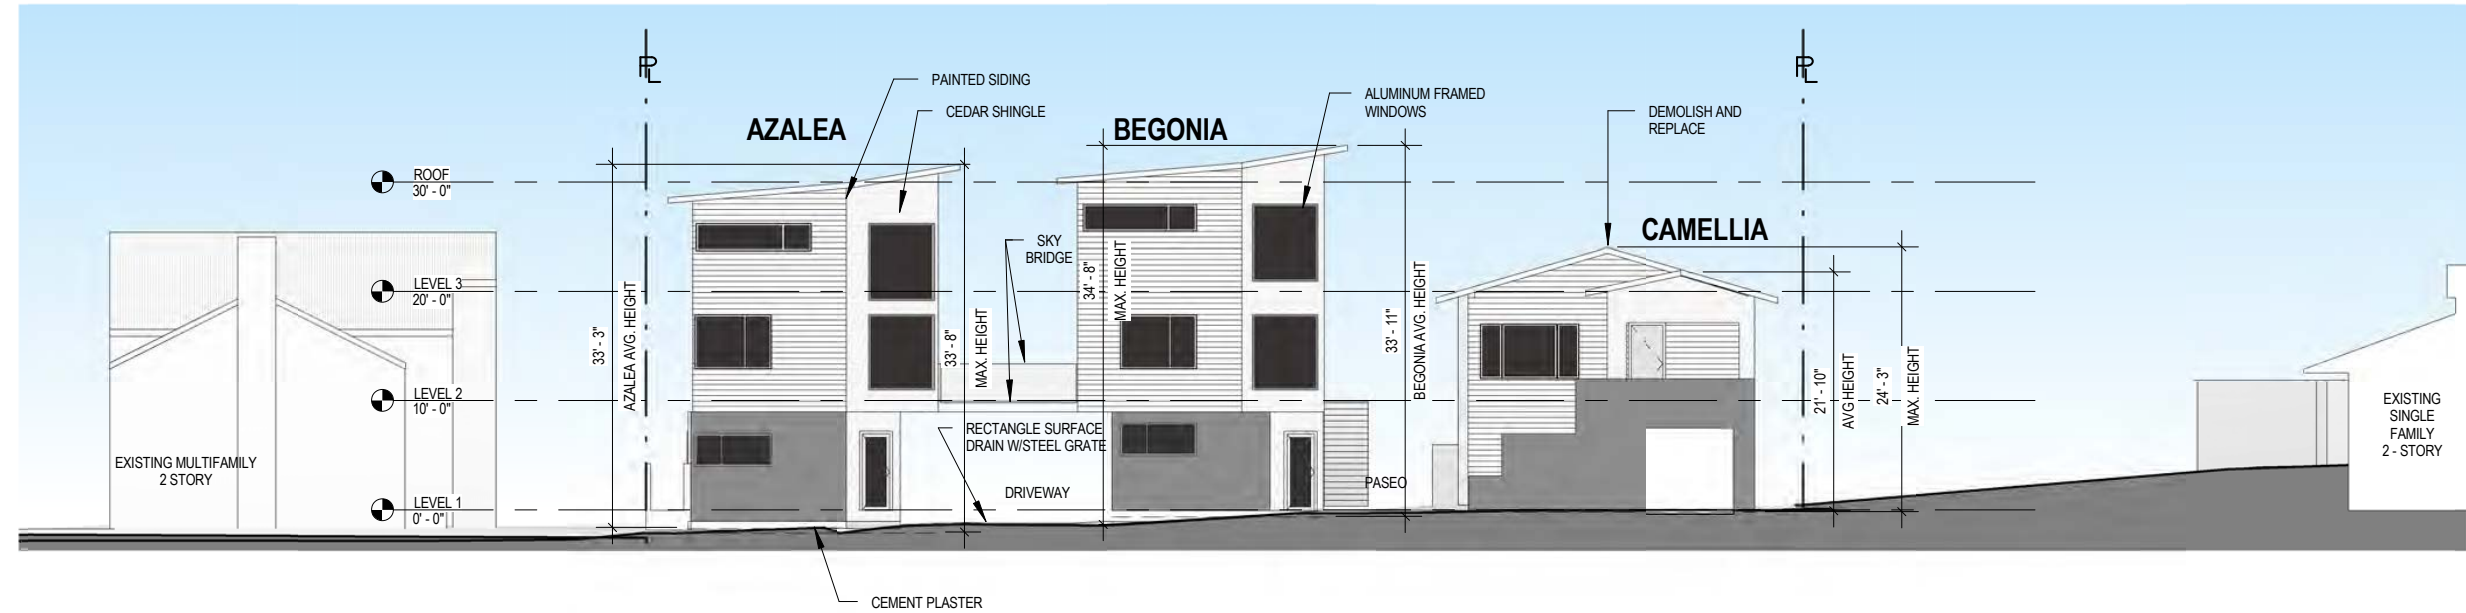 PL
PL
PAINTED SIDING
CEDAR SHINGLE
AZALEA
BEGONIA
ALUMINUM FRAMED
WINDOWS
DEMOLISH AND
REPLACE
CAMELLIA
ROOF
30' - 0"
LEVEL 3
20' - 0"
LEVEL 2
10' - 0"
LEVEL 1
0' - 0"
SKY
BRIDGE
33' - 3"
AZALEA AVG. HEIGHT
33' - 8"
MAX. HEIGHT
34' - 8"
MAX. HEIGHT
33' - 11"
BEGONIA AVG. HEIGHT
21' - 10"
AVG HEIGHT
24' - 3"
MAX. HEIGHT
RECTANGLE SURFACE
DRAIN W/STEEL GRATE
DRIVEWAY
PASEO
EXISTING MULTIFAMILY
2 STORY
EXISTING
SINGLE
FAMILY
2 - STORY
CEMENT PLASTER